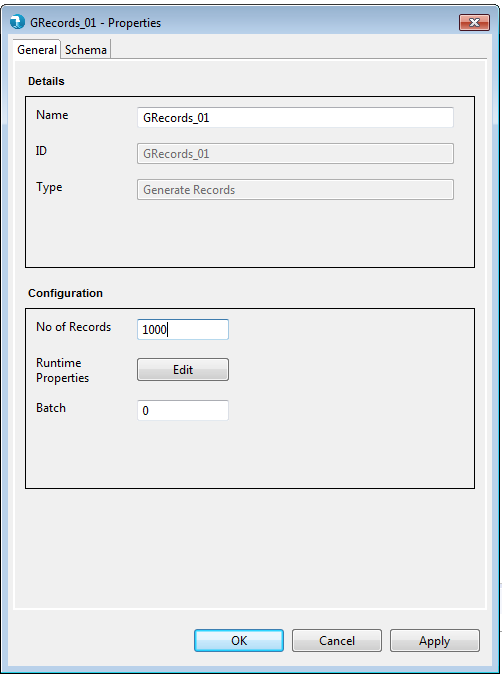 GRecords_01 - Properties
General Schema
Details
Name GRecords_01
ID GRecords_01
Type Generate Records
Configuration
No of Records 1000
Runtime
Properties Edit
Batch 0
OK Cancel Apply